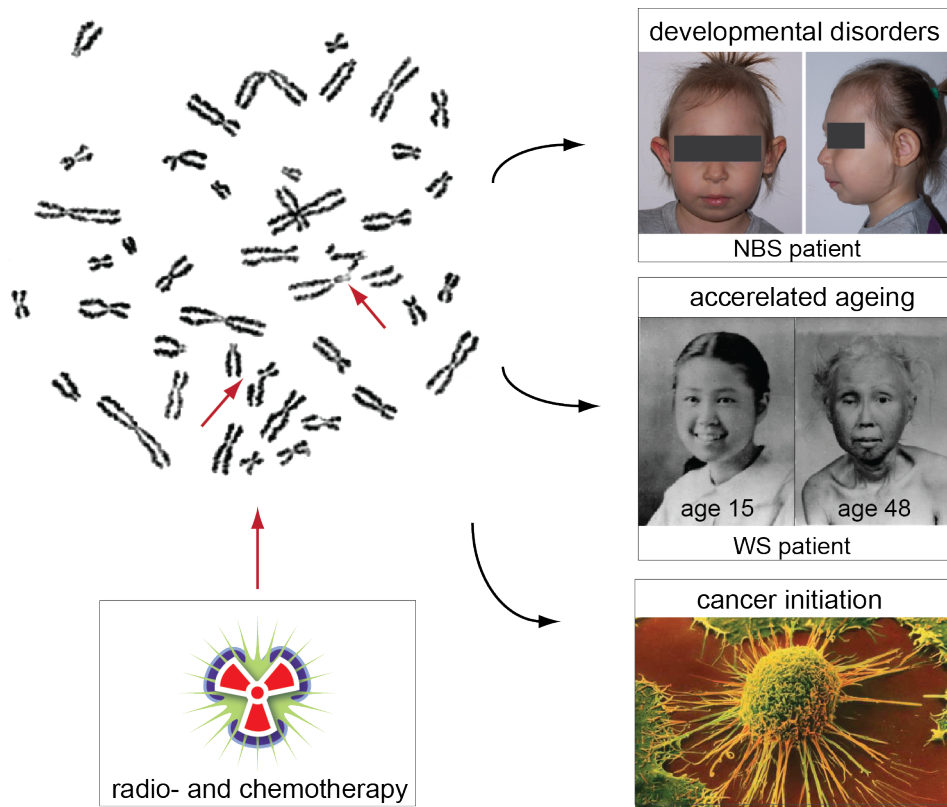 developmental disorders
NBS patient
accerelated ageing
age 15
age 48
WS patient
cancer initiation
radio- and chemotherapy